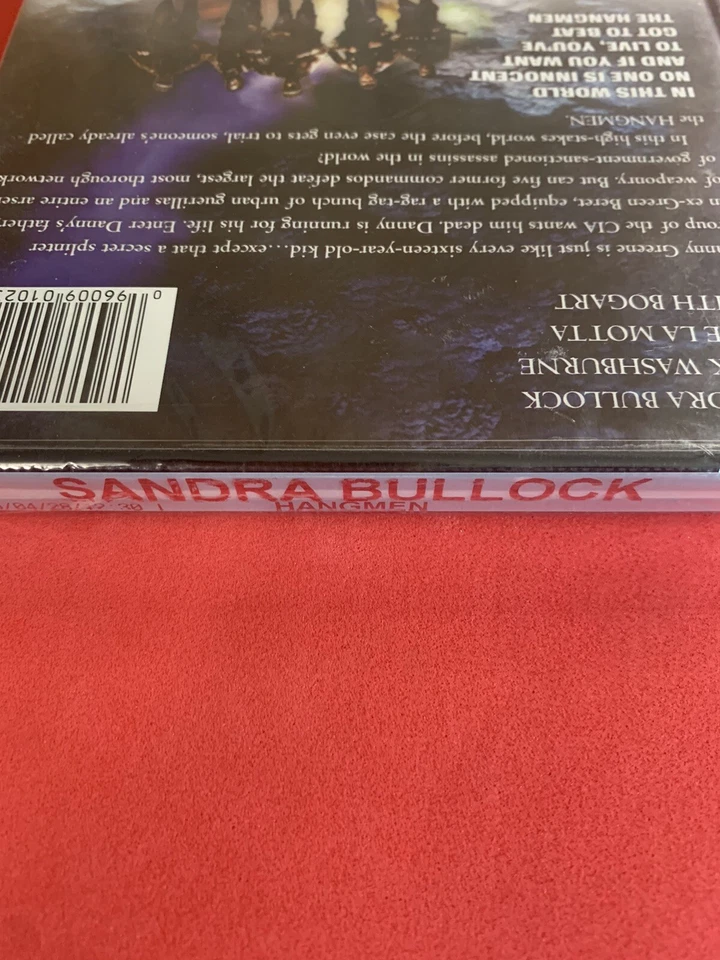 IN THIS WORLD
NO ONE IS INNOCENT
AND IF YOU WANT
TO LIVE, YOU'VE
GOT TO BEAT
THE HANGMEN
nny Greene is just like every sixteen-year-old kid...except that a secret splinter
oup of the CIA wants him dead. Danny is running for his life. Enter Danny's father,
n ex-Green Beret, equipped with a rag-tag bunch of urban guerillas and an entire arse
of weaponry. But can five former commandos defeat the largest, most thorough network
of government-sanctioned assassins in the world?
In this high-stakes world, before the case even gets to trial, someone's already called
the HANGMEN.
DRA BULLOCK
K WASHBURNE
E LA MOTTA
ITH BOGART
0 96009 0102
SANDRA BULLOCK
HANGMEN